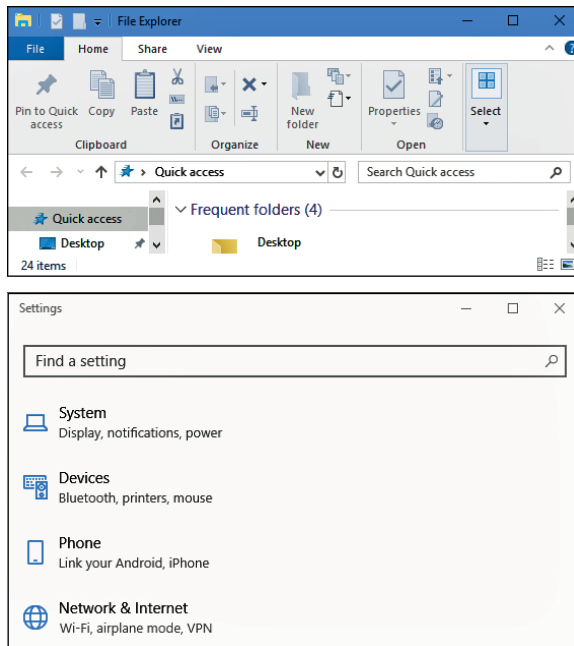 File Explorer
File Home Share View
Pin to Quick access
Copy
Paste
New folder
Properties
Select
Clipboard Organize New Open
Quick access
Search Quick access
Quick access
Frequent folders (4)
Desktop
Desktop
24 items
Settings
Find a setting
System
Display, notifications, power
Devices
Bluetooth, printers, mouse
Phone
Link your Android, iPhone
Network & Internet
Wi-Fi, airplane mode, VPN